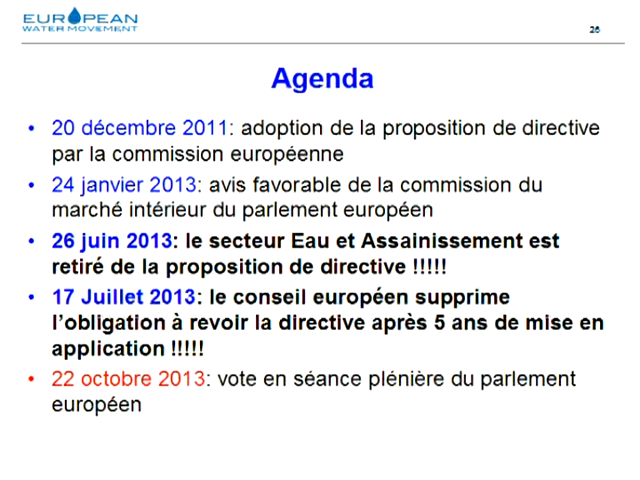 EUROPEAN
WATER MOVEMENT
26
Agenda
• 20 décembre 2011: adoption de la proposition de directive
par la commission européenne
• 24 janvier 2013: avis favorable de la commission du
marché intérieur du parlement européen
• 26 juin 2013: le secteur Eau et Assainissement est
retiré de la proposition de directive !!!!!
• 17 Juillet 2013: le conseil européen supprime
l'obligation à revoir la directive après 5 ans de mise en
application !!!!!
• 22 octobre 2013: vote en séance plénière du parlement
européen